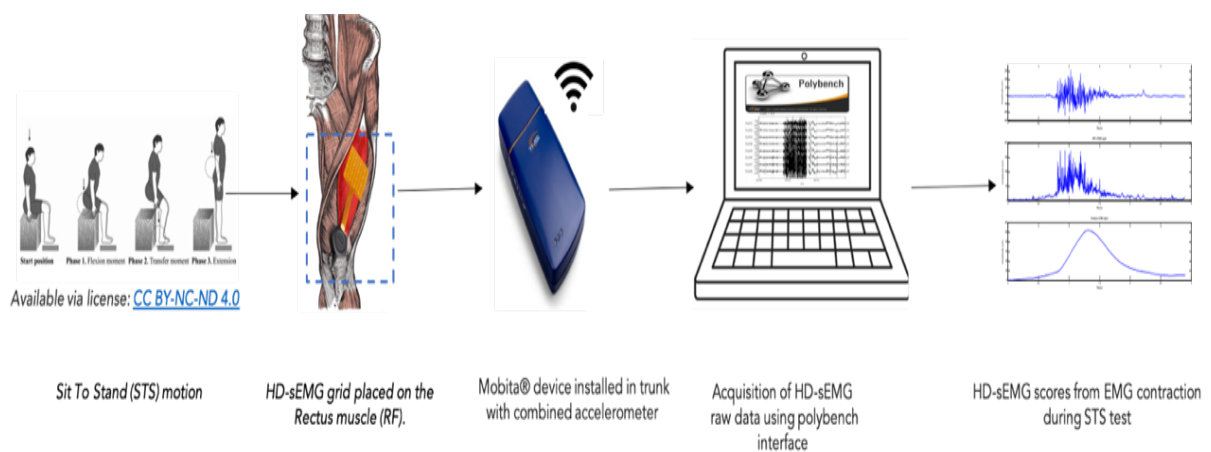 Polybench
Start position Phase 1. Flexion moment Phase 2. Transfer moment Phase 3. Extension
Available via license: CC BY-NC-ND 4.0
Sit To Stand (STS) motion
HD-sEMG grid placed on the
Rectus muscle (RF).
Mobita® device installed in trunk
with combined accelerometer
Acquisition of HD-sEMG
raw data using polybench
interface
HD-sEMG scores from EMG contraction
during STS test